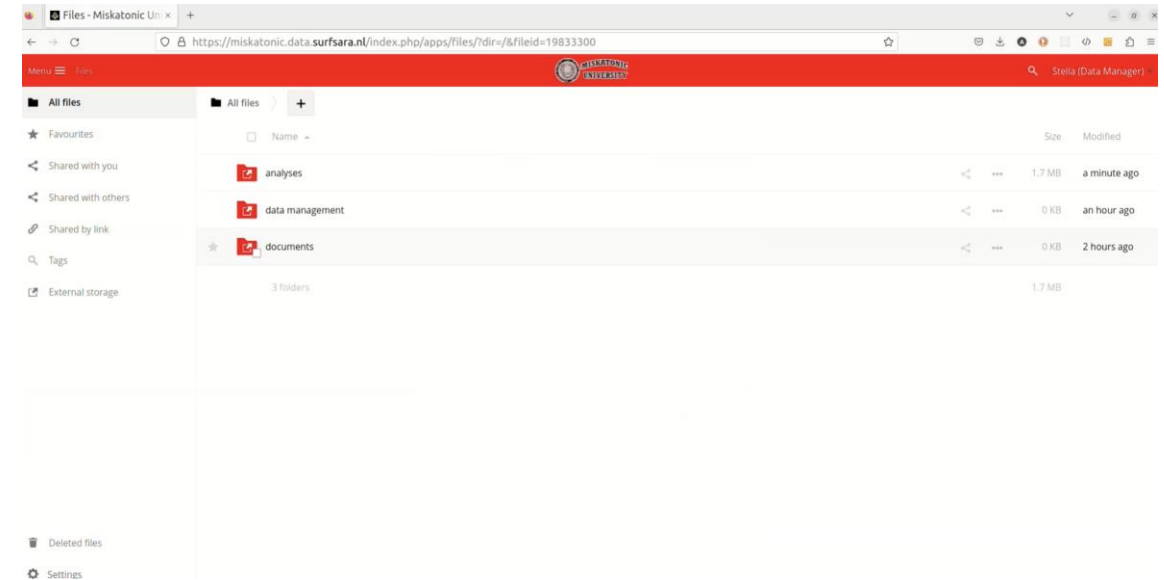 Files - Miskatonic Uni × +
https://miskatonic.data.surfsara.nl/index.php/apps/files/?dir=/&fileid=19833300
Menu Files MISKATONIC UNIVERSITY Stella (Data Manager)
All files
Favourites
Shared with you
Shared with others
Shared by link
Tags
External storage
Deleted files
Settings
All files +
Name Size Modified
analyses 1.7 MB a minute ago
data management 0 KB an hour ago
documents 0 KB 2 hours ago
3 folders 1.7 MB